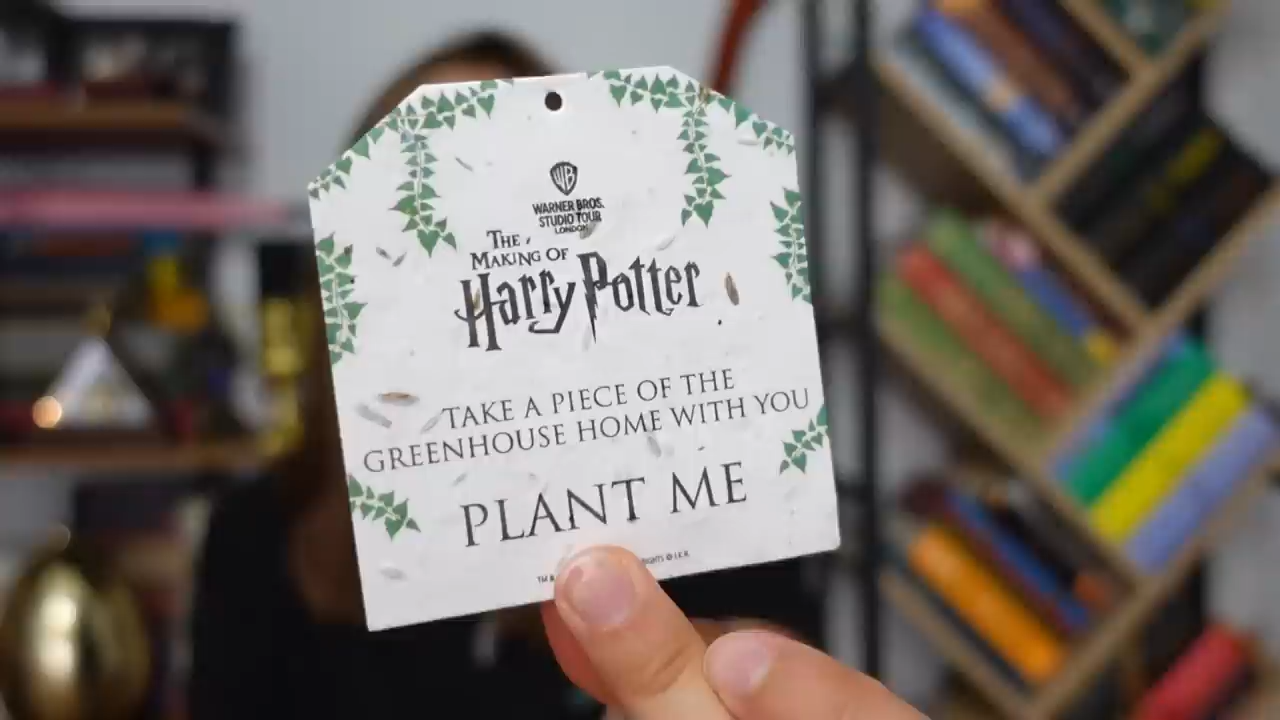 WB
WARNER BROS.
STUDIO TOUR
LONDON
THE
MAKING OF
Harry Potter
TAKE A PIECE OF THE
GREENHOUSE HOME WITH YOU
PLANT ME
TM &